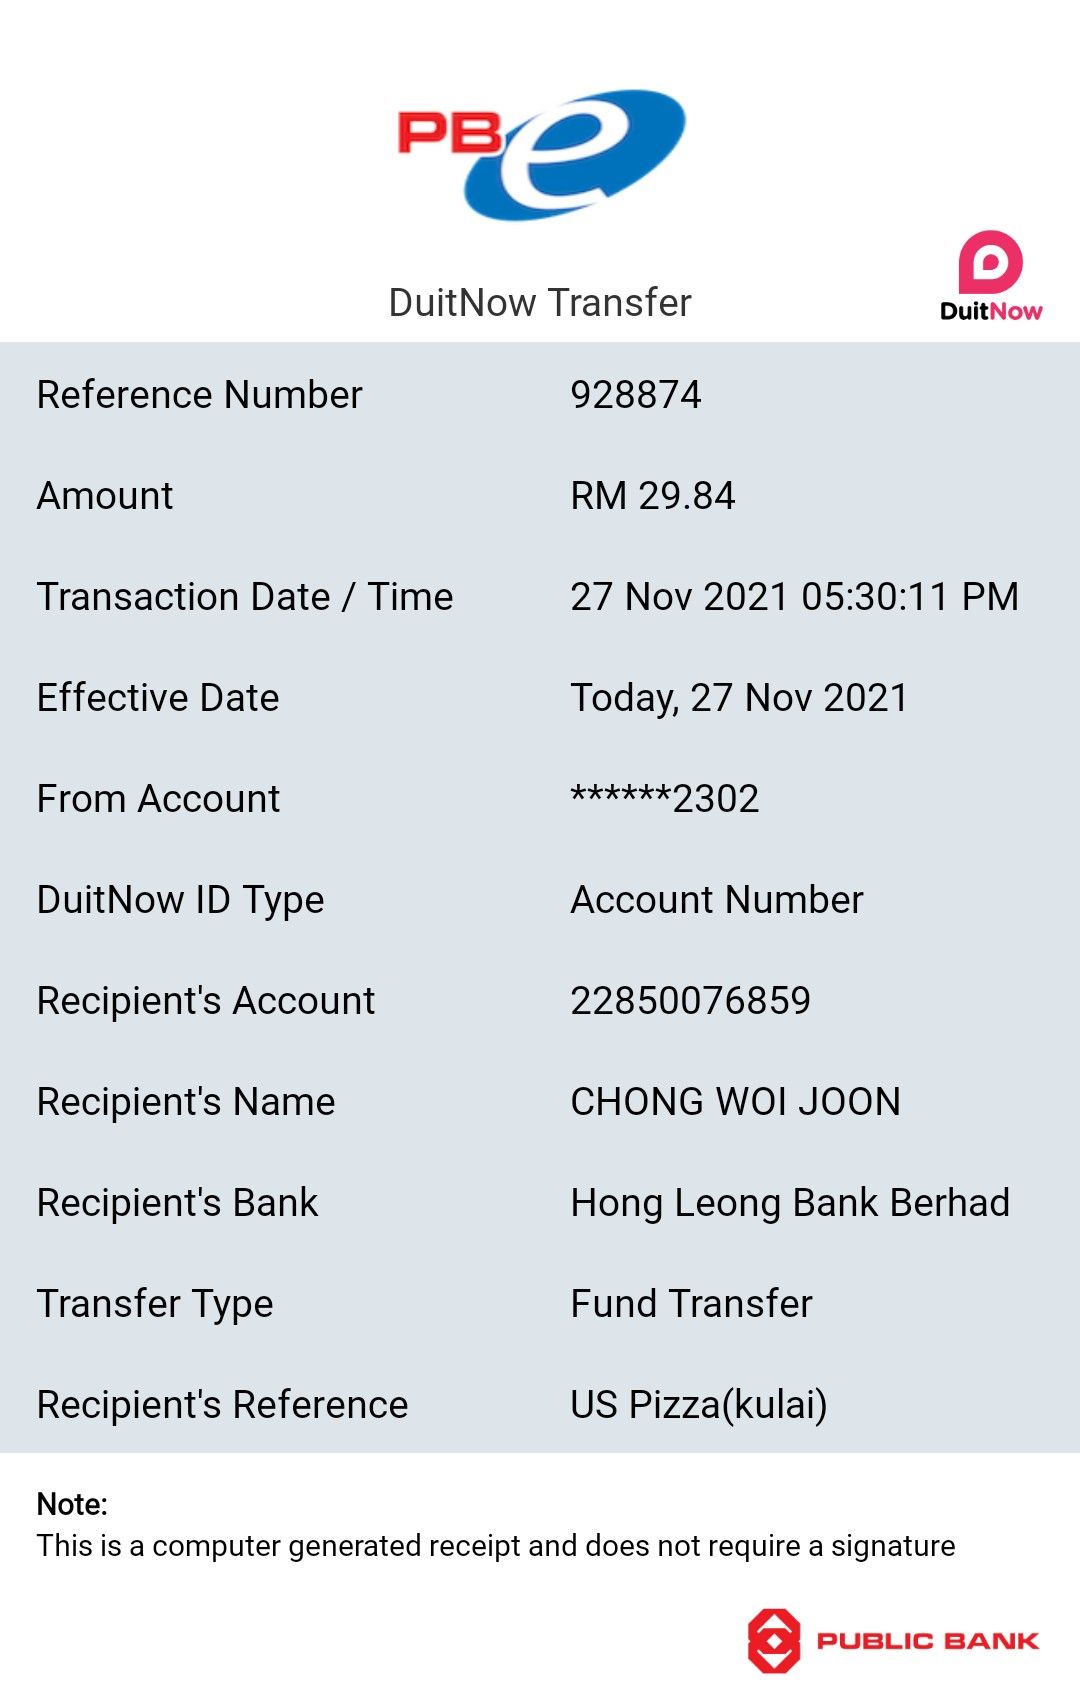 PBe
DuitNow Transfer
DuitNow
Reference Number 928874
Amount RM 29.84
Transaction Date / Time 27 Nov 2021 05:30:11 PM
Effective Date Today, 27 Nov 2021
From Account ******2302
DuitNow ID Type Account Number
Recipient's Account 22850076859
Recipient's Name CHONG WOI JOON
Recipient's Bank Hong Leong Bank Berhad
Transfer Type Fund Transfer
Recipient's Reference US Pizza(kulai)
Note:
This is a computer generated receipt and does not require a signature
PUBLIC BANK